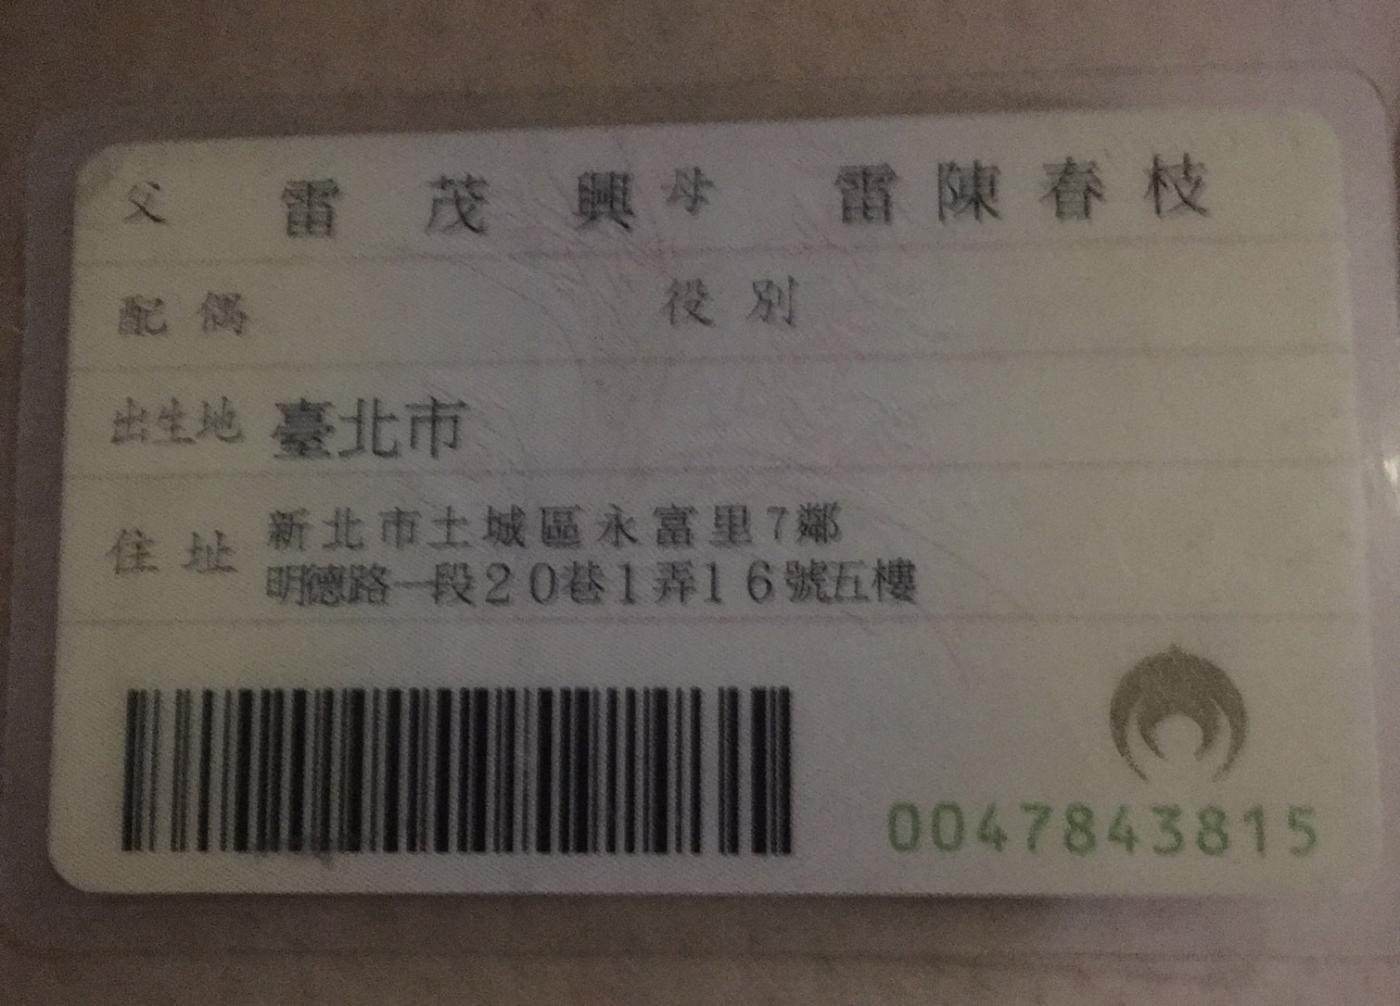 父 雷茂興 母 雷陳春枝
配偶 役別
出生地 臺北市
住址 新北市土城區永富里7鄰
明德路一段20巷1弄16號五樓
0047843815